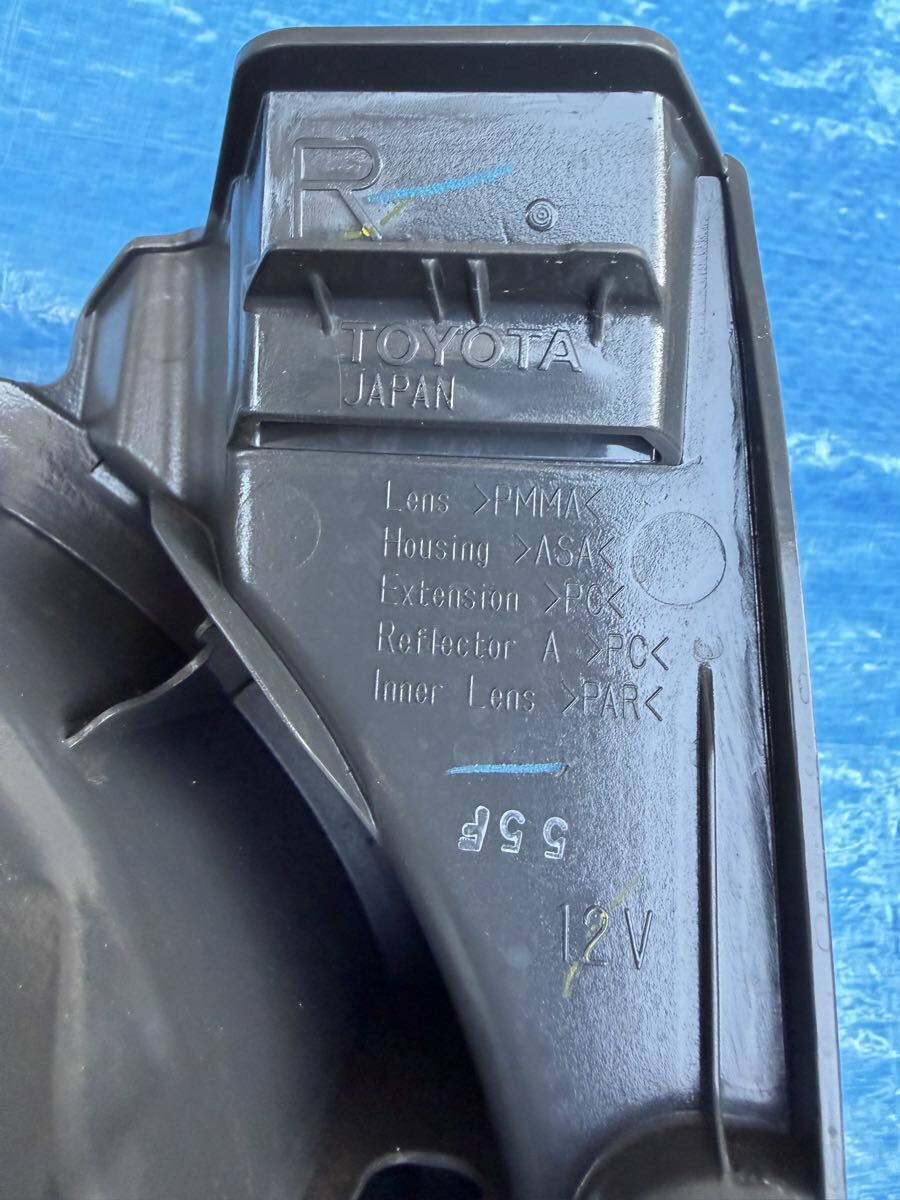 R
TOYOTA
JAPAN
Lens >PMMA<
Housing >ASA<
Extension >PC<
Reflector A >PC<
Inner Lens >PAR<
55F
12V